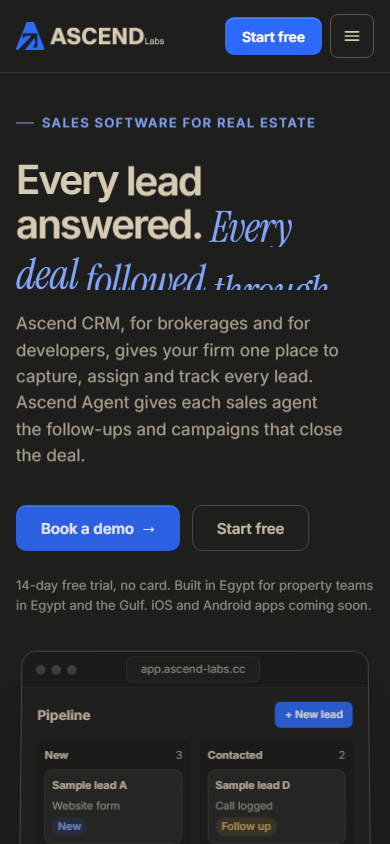 ASCEND Labs
Start free
SALES SOFTWARE FOR REAL ESTATE
Every lead
answered. Every
deal followed through
Ascend CRM, for brokerages and for
developers, gives your firm one place to
capture, assign and track every lead.
Ascend Agent gives each sales agent
the follow-ups and campaigns that close
the deal.
Book a demo →
Start free
14-day free trial, no card. Built in Egypt for property teams
in Egypt and the Gulf. iOS and Android apps coming soon.
app.ascend-labs.cc
Pipeline
+ New lead
New 3
Contacted 2
Sample lead A
Website form
New
Sample lead D
Call logged
Follow up